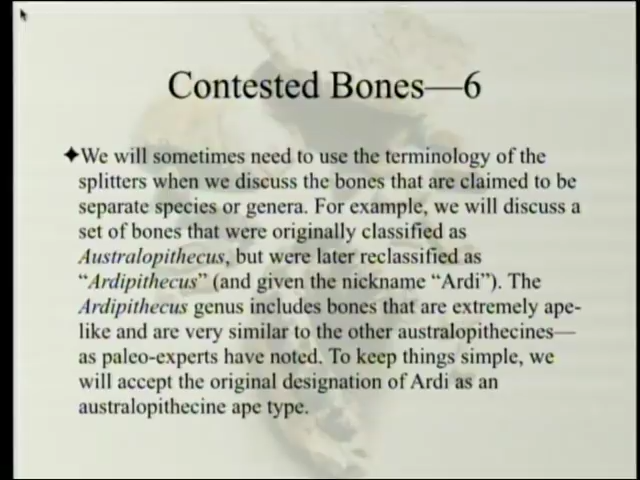 Contested Bones—6
✦We will sometimes need to use the terminology of the
splitters when we discuss the bones that are claimed to be
separate species or genera. For example, we will discuss a
set of bones that were originally classified as
Australopithecus, but were later reclassified as
“Ardipithecus” (and given the nickname “Ardi”). The
Ardipithecus genus includes bones that are extremely ape-
like and are very similar to the other australopithecines—
as paleo-experts have noted. To keep things simple, we
will accept the original designation of Ardi as an
australopithecine ape type.